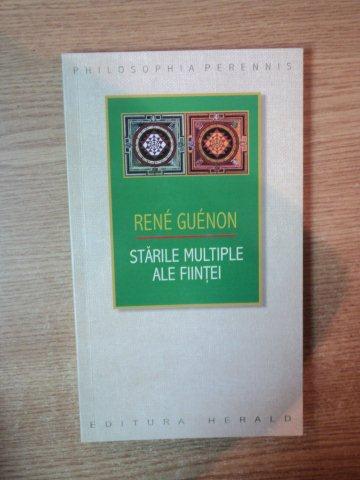 PHILOSOPHIA PERENNIS
RENÉ GUÉNON
STĂRILE MULTIPLE
ALE FIINȚEI
EDITURA HERALD